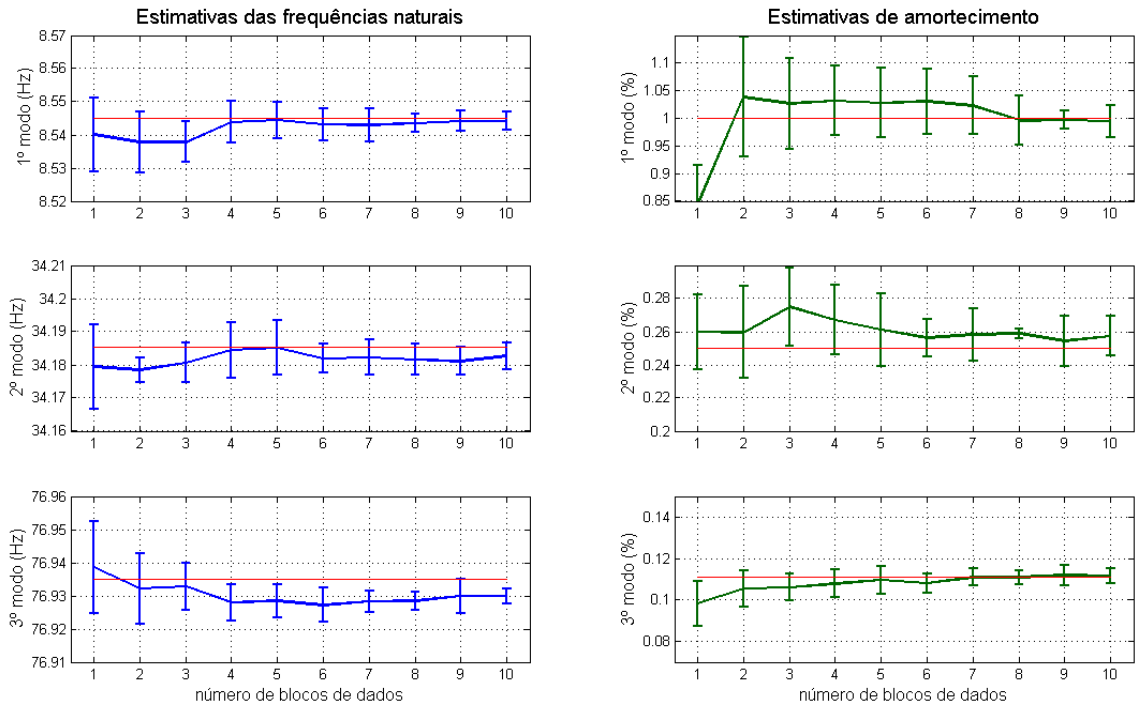 Estimativas das frequências naturais
8.57
8.56
8.55
8.54
8.53
8.52
1º modo (Hz)
1 2 3 4 5 6 7 8 9 10
34.21
34.2
34.19
34.18
34.17
34.16
2º modo (Hz)
1 2 3 4 5 6 7 8 9 10
76.96
76.95
76.94
76.93
76.92
76.91
3º modo (Hz)
1 2 3 4 5 6 7 8 9 10
número de blocos de dados
Estimativas de amortecimento
1.1
1.05
1
0.95
0.9
0.85
1º modo (%)
1 2 3 4 5 6 7 8 9 10
0.28
0.26
0.24
0.22
0.2
2º modo (%)
1 2 3 4 5 6 7 8 9 10
0.14
0.12
0.1
0.08
3º modo (%)
1 2 3 4 5 6 7 8 9 10
número de blocos de dados